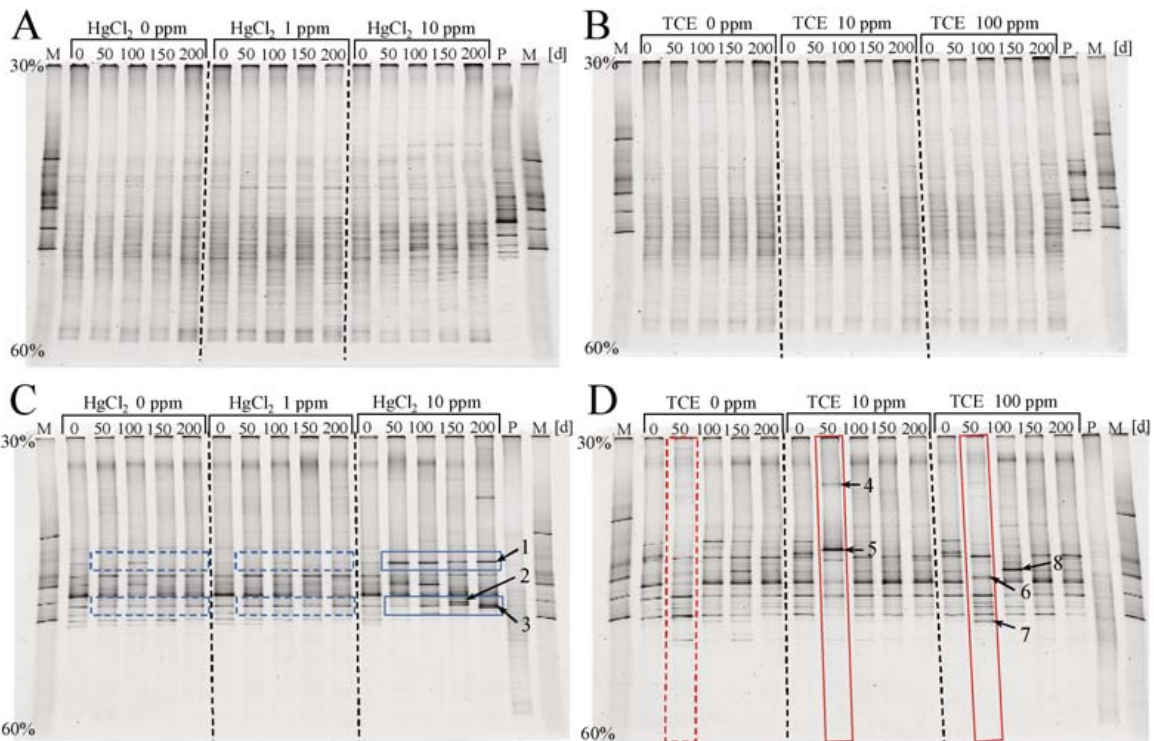 A
HgCl₂ 0 ppm HgCl₂ 1 ppm HgCl₂ 10 ppm
M 0 50 100 150 200 0 50 100 150 200 0 50 100 150 200 P M [d]
30%
60%
B
TCE 0 ppm TCE 10 ppm TCE 100 ppm
M 0 50 100 150 200 0 50 100 150 200 0 50 100 150 200 P M [d]
30%
60%
C
HgCl₂ 0 ppm HgCl₂ 1 ppm HgCl₂ 10 ppm
M 0 50 100 150 200 0 50 100 150 200 0 50 100 150 200 P M [d]
30%
1
2
3
60%
D
TCE 0 ppm TCE 10 ppm TCE 100 ppm
M 0 50 100 150 200 0 50 100 150 200 0 50 100 150 200 P M [d]
30%
4
5
8
6
7
60%